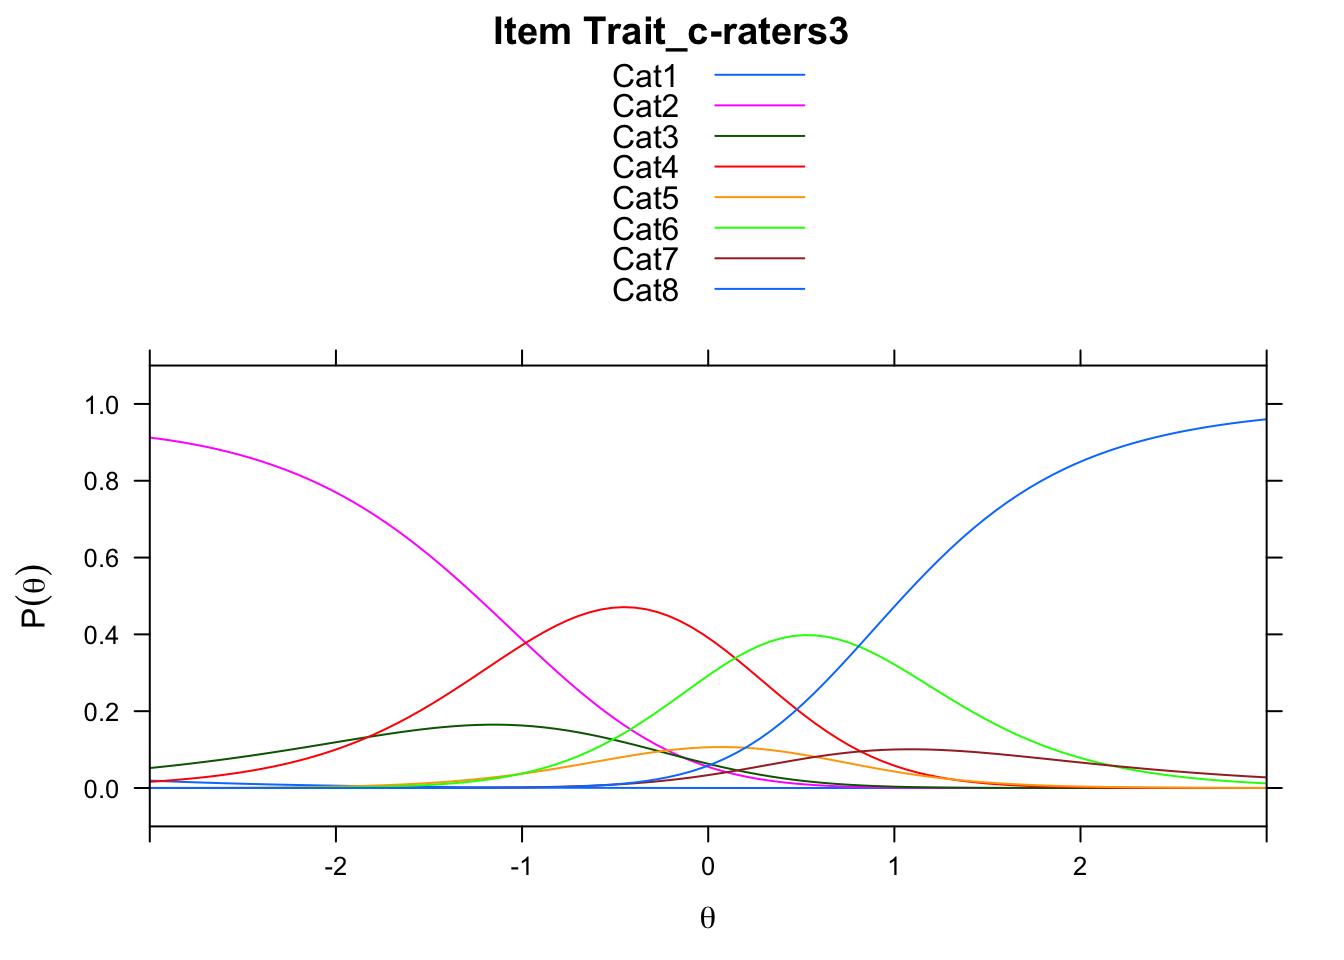 Item Trait_c-raters3
Cat1
Cat2
Cat3
Cat4
Cat5
Cat6
Cat7
Cat8
1.0
0.8
0.6
0.4
0.2
0.0
P(θ)
-2 -1 0 1 2
θ